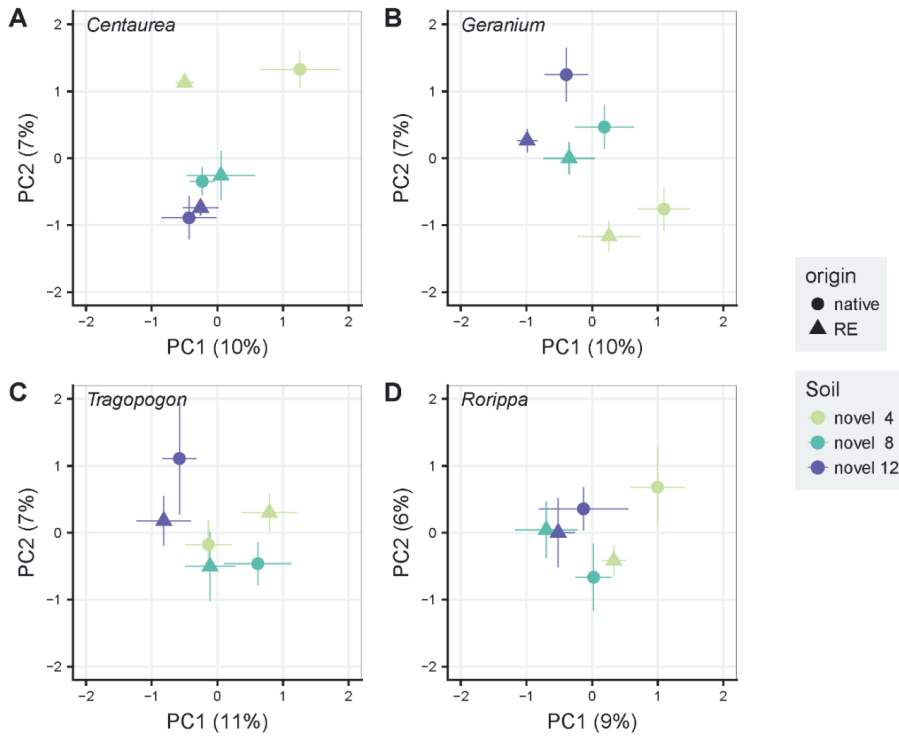 A
Centaurea
2
1
0
−1
−2
−2
−1
0
1
2
PC2 (7%)
PC1 (10%)
B
Geranium
2
1
0
−1
−2
−2
−1
0
1
2
PC2 (7%)
PC1 (10%)
C
Tragopogon
2
1
0
−1
−2
−2
−1
0
1
2
PC2 (7%)
PC1 (11%)
D
Rorippa
2
1
0
−1
−2
−2
−1
0
1
2
PC2 (6%)
PC1 (9%)
origin
native
RE
Soil
novel 4
novel 8
novel 12